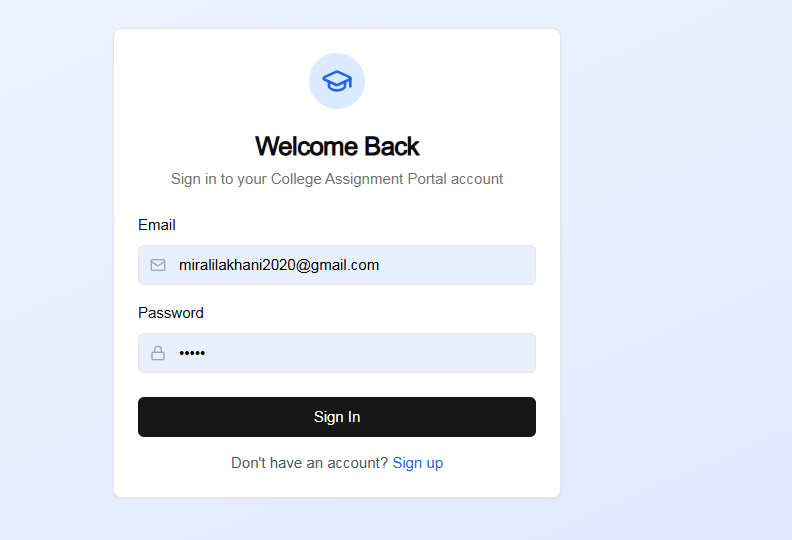 Welcome Back
Sign in to your College Assignment Portal account
Email
miralilakhani2020@gmail.com
Password
•••••
Sign In
Don't have an account? Sign up